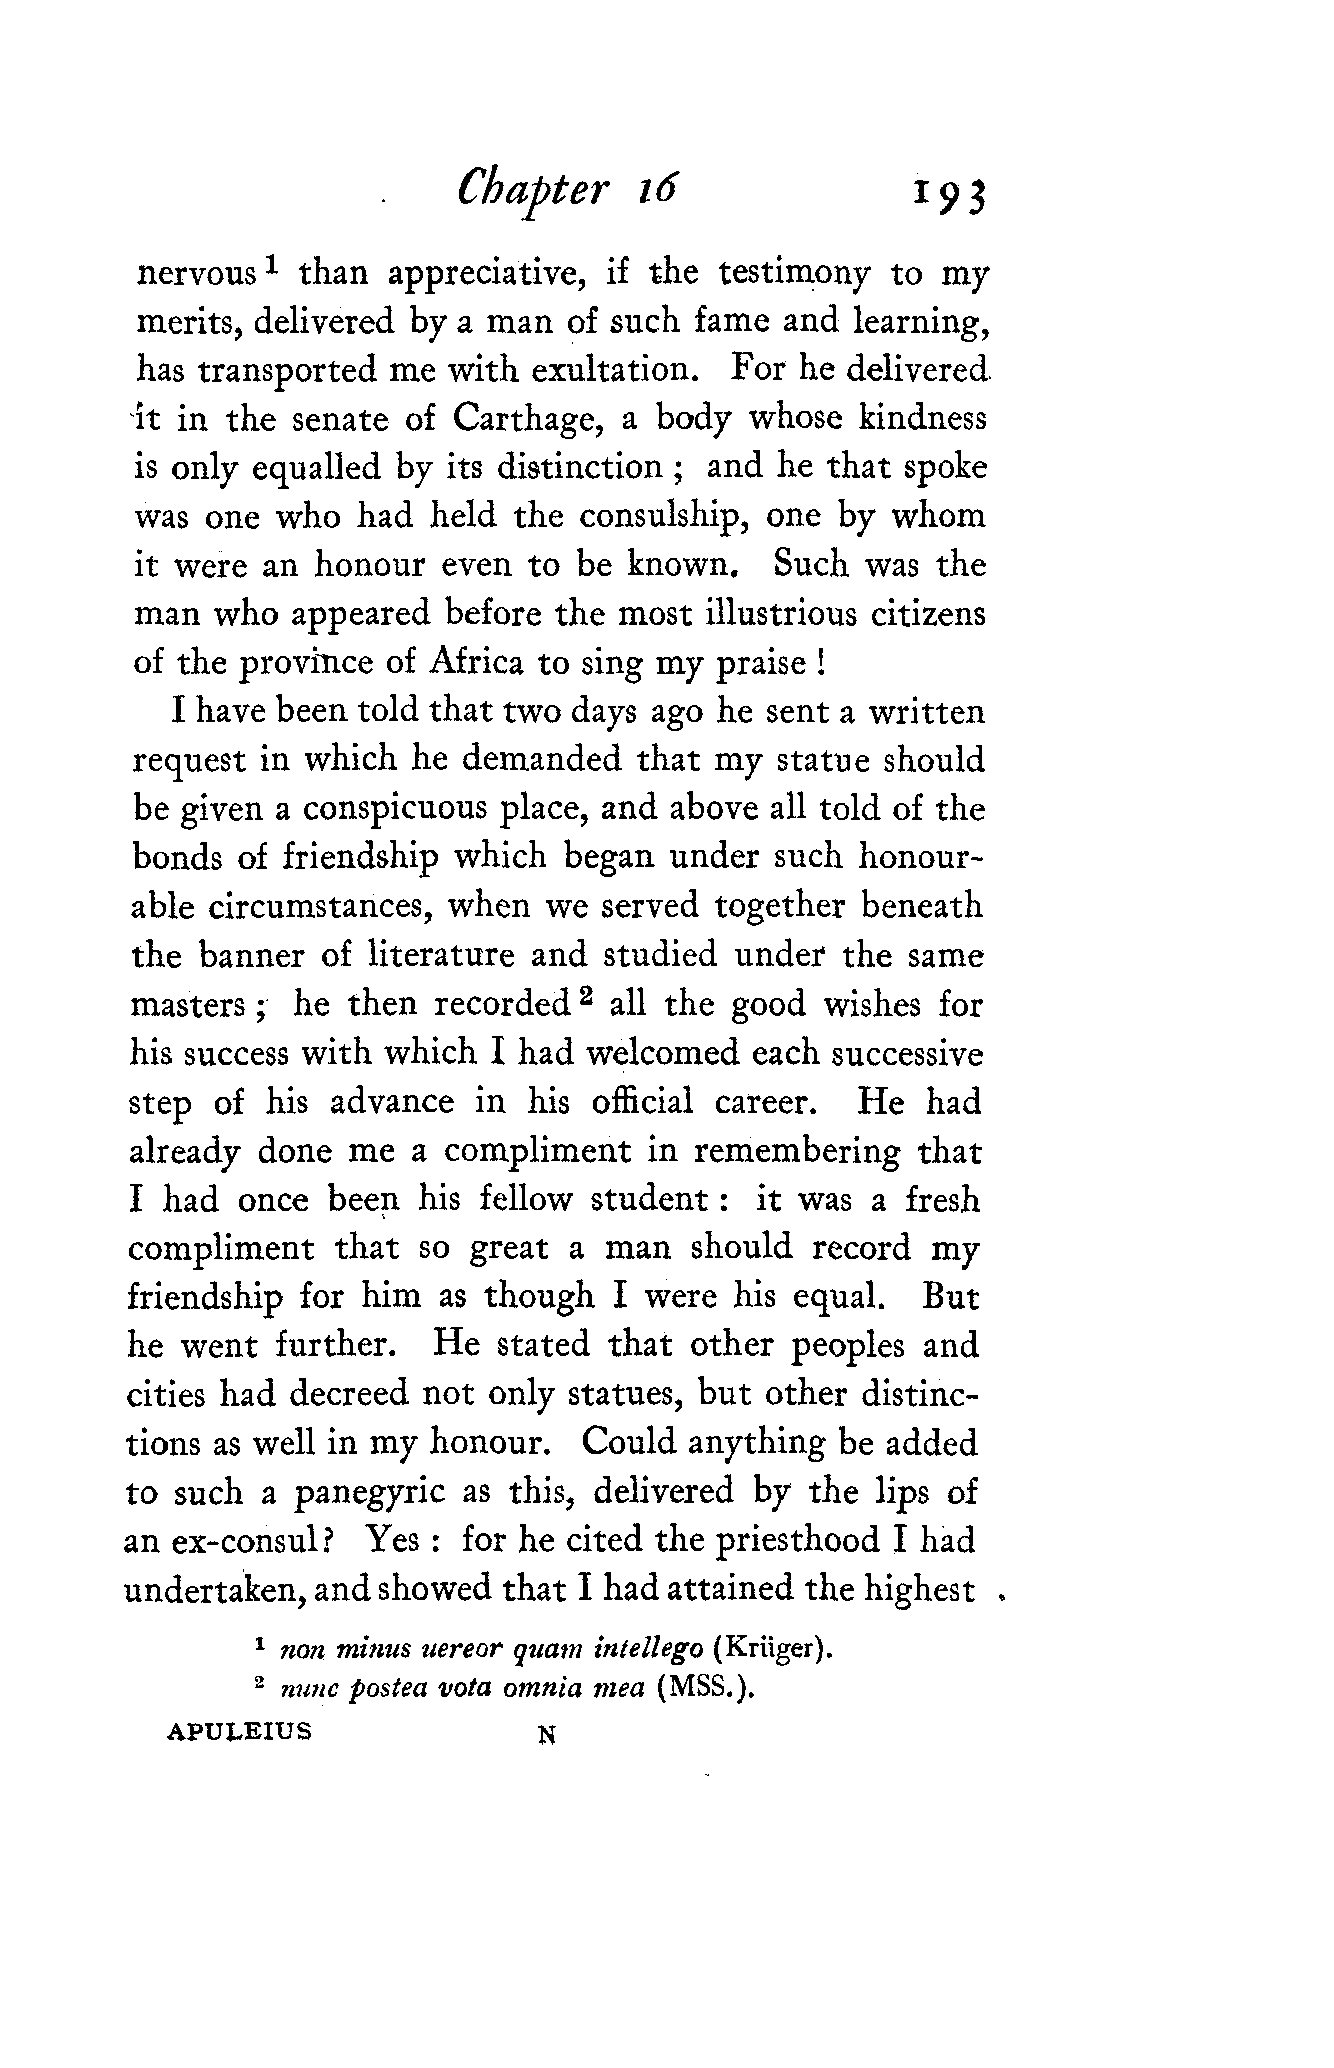 Chapter 16 193
nervous¹ than appreciative, if the testimony to my
merits, delivered by a man of such fame and learning,
has transported me with exultation. For he delivered
it in the senate of Carthage, a body whose kindness
is only equalled by its distinction ; and he that spoke
was one who had held the consulship, one by whom
it were an honour even to be known. Such was the
man who appeared before the most illustrious citizens
of the province of Africa to sing my praise !
I have been told that two days ago he sent a written
request in which he demanded that my statue should
be given a conspicuous place, and above all told of the
bonds of friendship which began under such honour-
able circumstances, when we served together beneath
the banner of literature and studied under the same
masters ; he then recorded² all the good wishes for
his success with which I had welcomed each successive
step of his advance in his official career. He had
already done me a compliment in remembering that
I had once been his fellow student : it was a fresh
compliment that so great a man should record my
friendship for him as though I were his equal. But
he went further. He stated that other peoples and
cities had decreed not only statues, but other distinc-
tions as well in my honour. Could anything be added
to such a panegyric as this, delivered by the lips of
an ex-consul? Yes : for he cited the priesthood I had
undertaken, and showed that I had attained the highest
¹ non minus uereor quam intellego (Krüger).
² nunc postea vota omnia mea (MSS.).
APULEIUS N